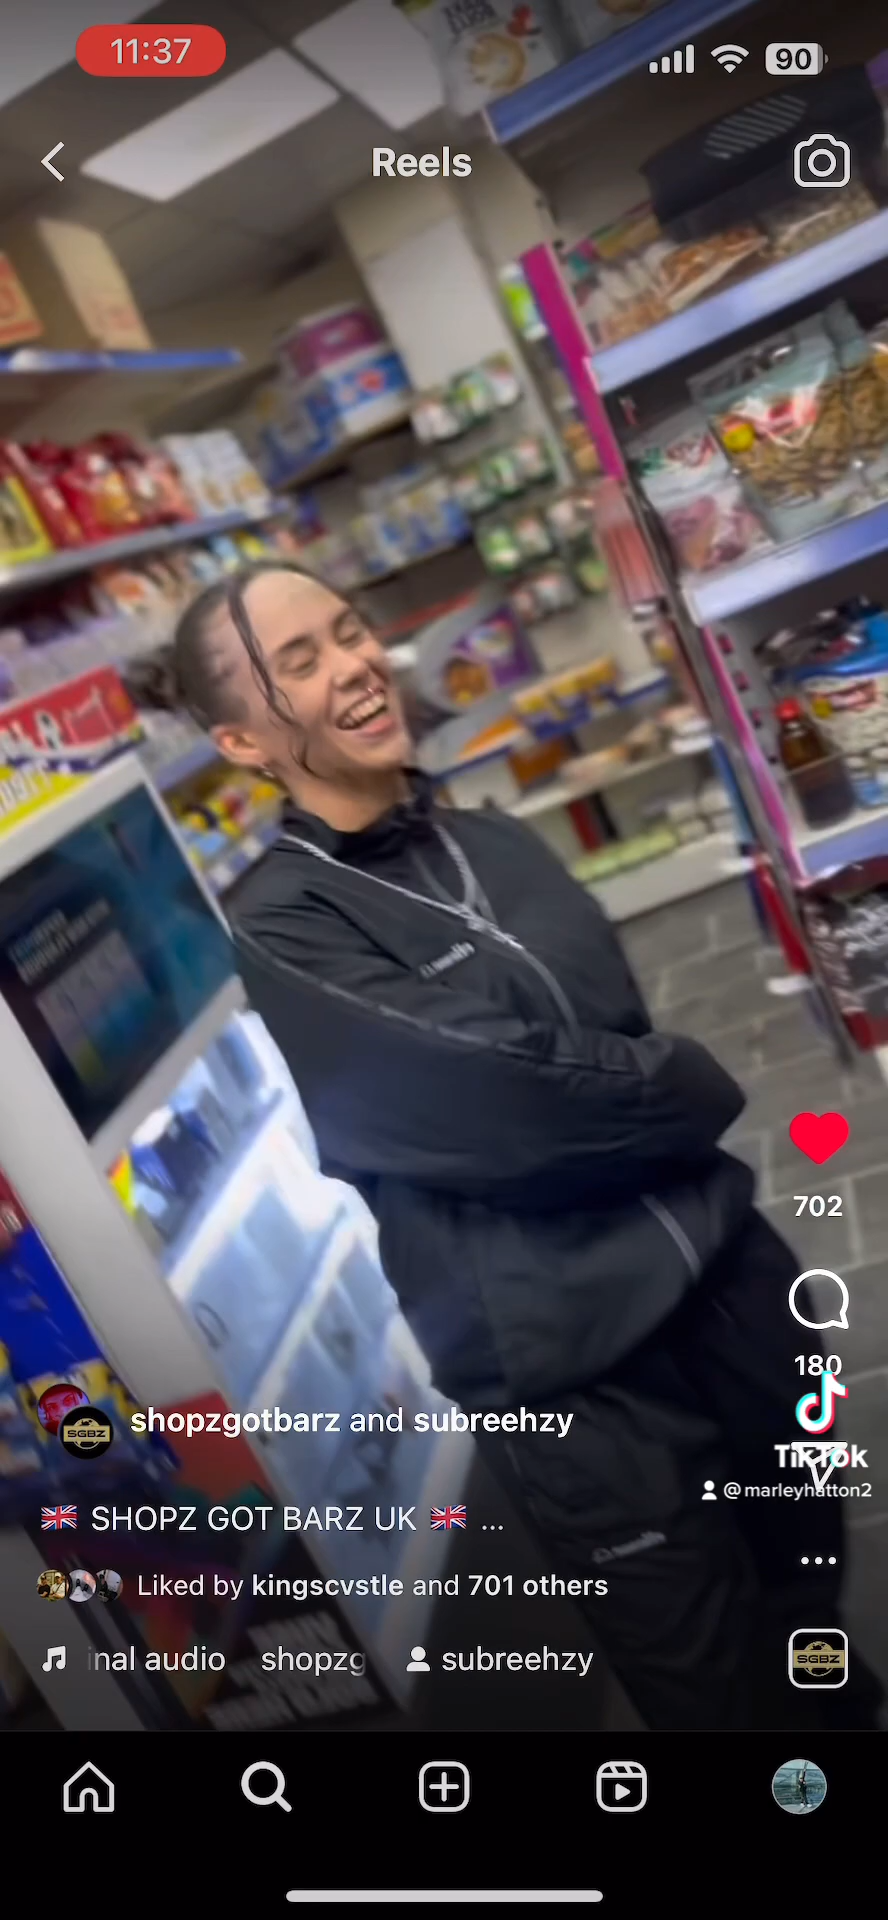 11:37
90
Reels
702
180
TikTok
@marleyhatton2
shopzgotbarz and subreehzy
SGBZ
🇬🇧 SHOPZ GOT BARZ UK 🇬🇧 ...
Liked by kingscvstle and 701 others
inal audio shopzg subreehzy
SGBZ